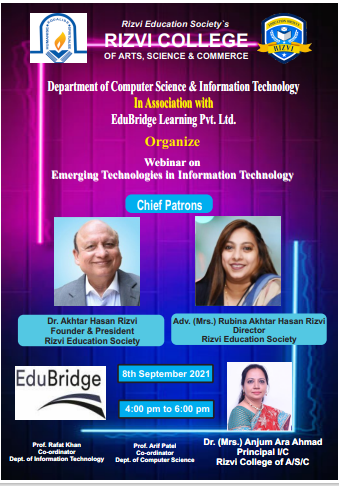 Rizvi Education Society`s
RIZVI COLLEGE
OF ARTS, SCIENCE & COMMERCE
RIZVI
Department of Computer Science & Information Technology
In Association with
EduBridge Learning Pvt. Ltd.
Organize
Webinar on
Emerging Technologies in Information Technology
Chief Patrons
Dr. Akhtar Hasan Rizvi
Founder & President
Rizvi Education Society
Adv. (Mrs.) Rubina Akhtar Hasan Rizvi
Director
Rizvi Education Society
EduBridge
8th September 2021
4:00 pm to 6:00 pm
Prof. Rafat Khan
Co-ordinator
Dept. of Information Technology
Prof. Arif Patel
Co-ordinator
Dept. of Computer Science
Dr. (Mrs.) Anjum Ara Ahmad
Principal I/C
Rizvi College of A/S/C